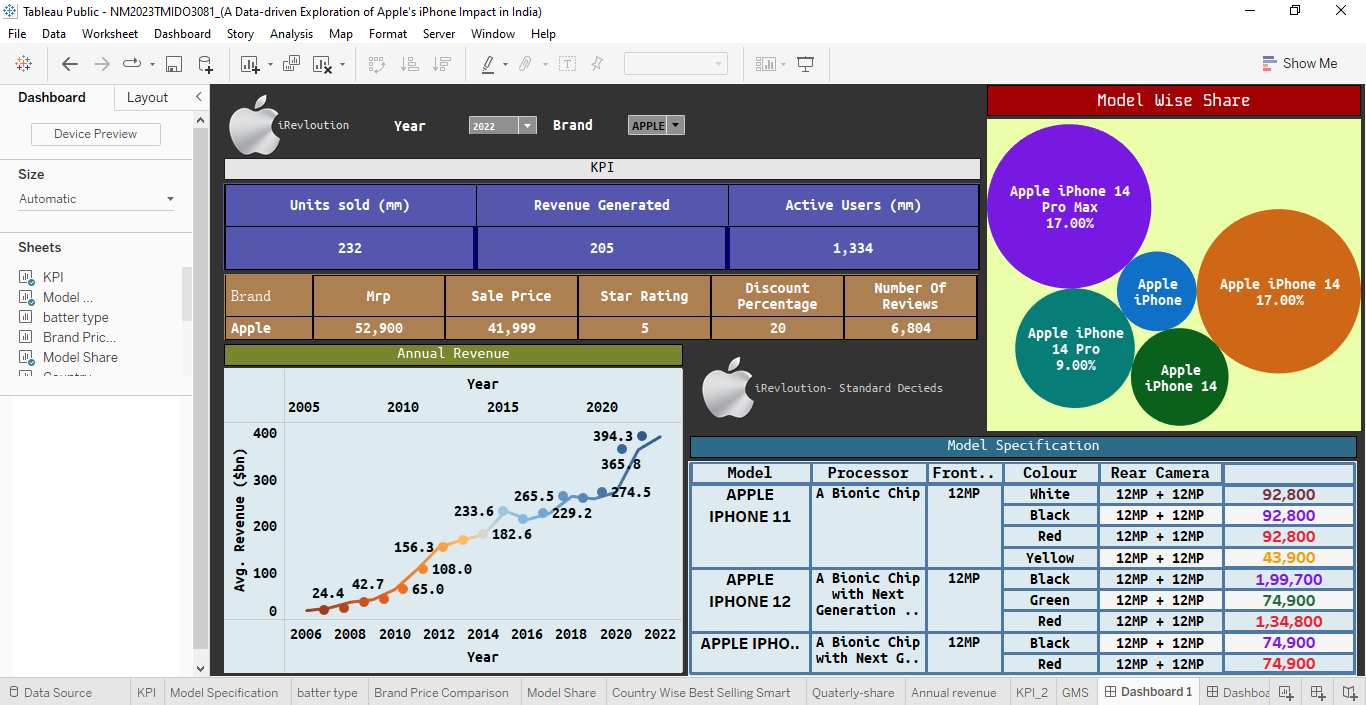 Tableau Public - NM2023TMIDO3081_(A Data-driven Exploration of Apple's iPhone Impact in India)
File Data Worksheet Dashboard Story Analysis Map Format Server Window Help
Show Me
Dashboard Layout
Device Preview
Size
Automatic
Sheets
KPI
Model ...
batter type
Brand Pric...
Model Share
iRevloution Year 2022 Brand APPLE
KPI
Units sold (mm) Revenue Generated Active Users (mm)
232 205 1,334
Brand Mrp Sale Price Star Rating Discount Percentage Number Of Reviews
Apple 52,900 41,999 5 20 6,804
Annual Revenue
Year
2005 2010 2015 2020
Avg. Revenue ($bn)
400
300
200
100
0
394.3
365.8
274.5
265.5
229.2
233.6
182.6
156.3
108.0
65.0
42.7
24.4
2006 2008 2010 2012 2014 2016 2018 2020 2022
Year
iRevloution- Standard Decieds
Model Wise Share
Apple iPhone 14
Pro Max
17.00%
Apple iPhone 14
17.00%
Apple
iPhone
Apple iPhone
14 Pro
9.00%
Apple
iPhone 14
Model Specification
Model Processor Front.. Colour Rear Camera
APPLE IPHONE 11 A Bionic Chip 12MP White 12MP + 12MP 92,800
Black 12MP + 12MP 92,800
Red 12MP + 12MP 92,800
Yellow 12MP + 12MP 43,900
APPLE IPHONE 12 A Bionic Chip with Next Generation .. 12MP Black 12MP + 12MP 1,99,700
Green 12MP + 12MP 74,900
Red 12MP + 12MP 1,34,800
APPLE IPHO.. A Bionic Chip with Next G.. 12MP Black 12MP + 12MP 74,900
Red 12MP + 12MP 74,900
Data Source KPI Model Specification batter type Brand Price Comparison Model Share Country Wise Best Selling Smart Quaterly-share Annual revenue KPI_2 GMS Dashboard 1 Dashboa